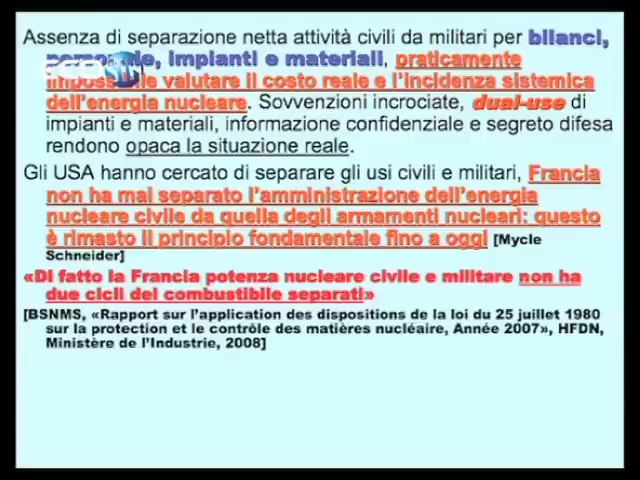 Assenza di separazione netta attività civili da militari per bilanci,
impianti e materiali, praticamente
valutare il costo reale e l'incidenza sistemica
dell'energia nucleare. Sovvenzioni incrociate, dual-use di
impianti e materiali, informazione confidenziale e segreto difesa
rendono opaca la situazione reale.
Gli USA hanno cercato di separare gli usi civili e militari, Francia
non ha mai separato l'amministrazione dell'energia
nucleare civile da quella degli armamenti nucleari: questo
è rimasto il principio fondamentale fino a oggi [Mycle
Schneider]
«Di fatto la Francia potenza nucleare civile e militare non ha
due cicli del combustibile separati»
[BSNMS, «Rapport sur l'application des dispositions de la loi du 25 juillet 1980
sur la protection et le contrôle des matières nucléaire, Année 2007», HFDN,
Ministère de l'Industrie, 2008]